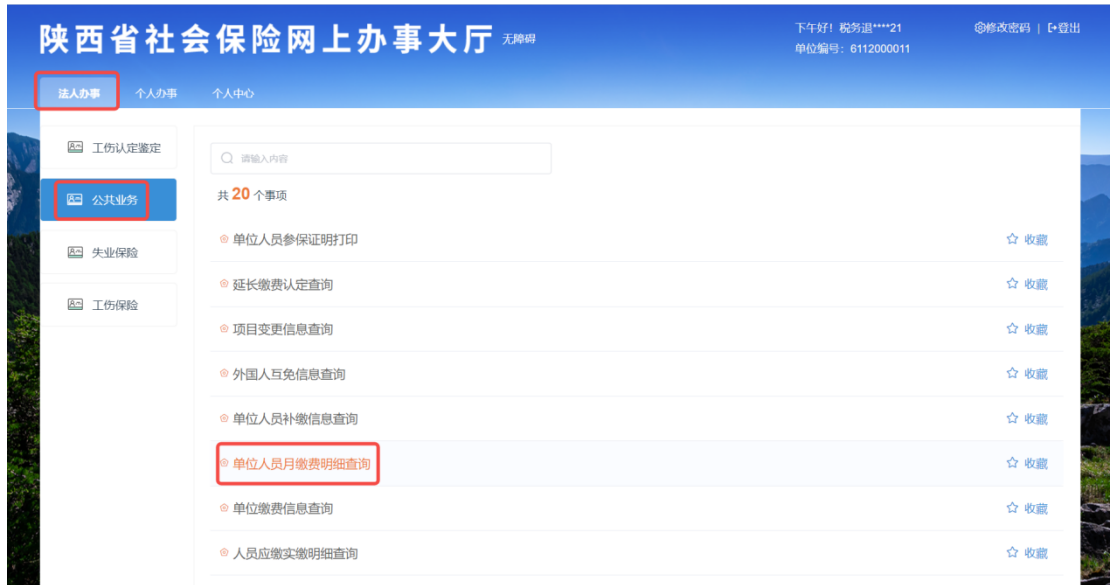 陕西省社会保险网上办事大厅 无障碍
下午好！税务退****21
单位编号：6112000011
修改密码 | 登出
法人办事 个人办事 个人中心
工伤认定鉴定
公共业务
失业保险
工伤保险
请输入内容
共 20 个事项
单位人员参保证明打印 收藏
延长缴费认定查询 收藏
项目变更信息查询 收藏
外国人互免信息查询 收藏
单位人员补缴信息查询 收藏
单位人员月缴费明细查询 收藏
单位缴费信息查询 收藏
人员应缴实缴明细查询 收藏